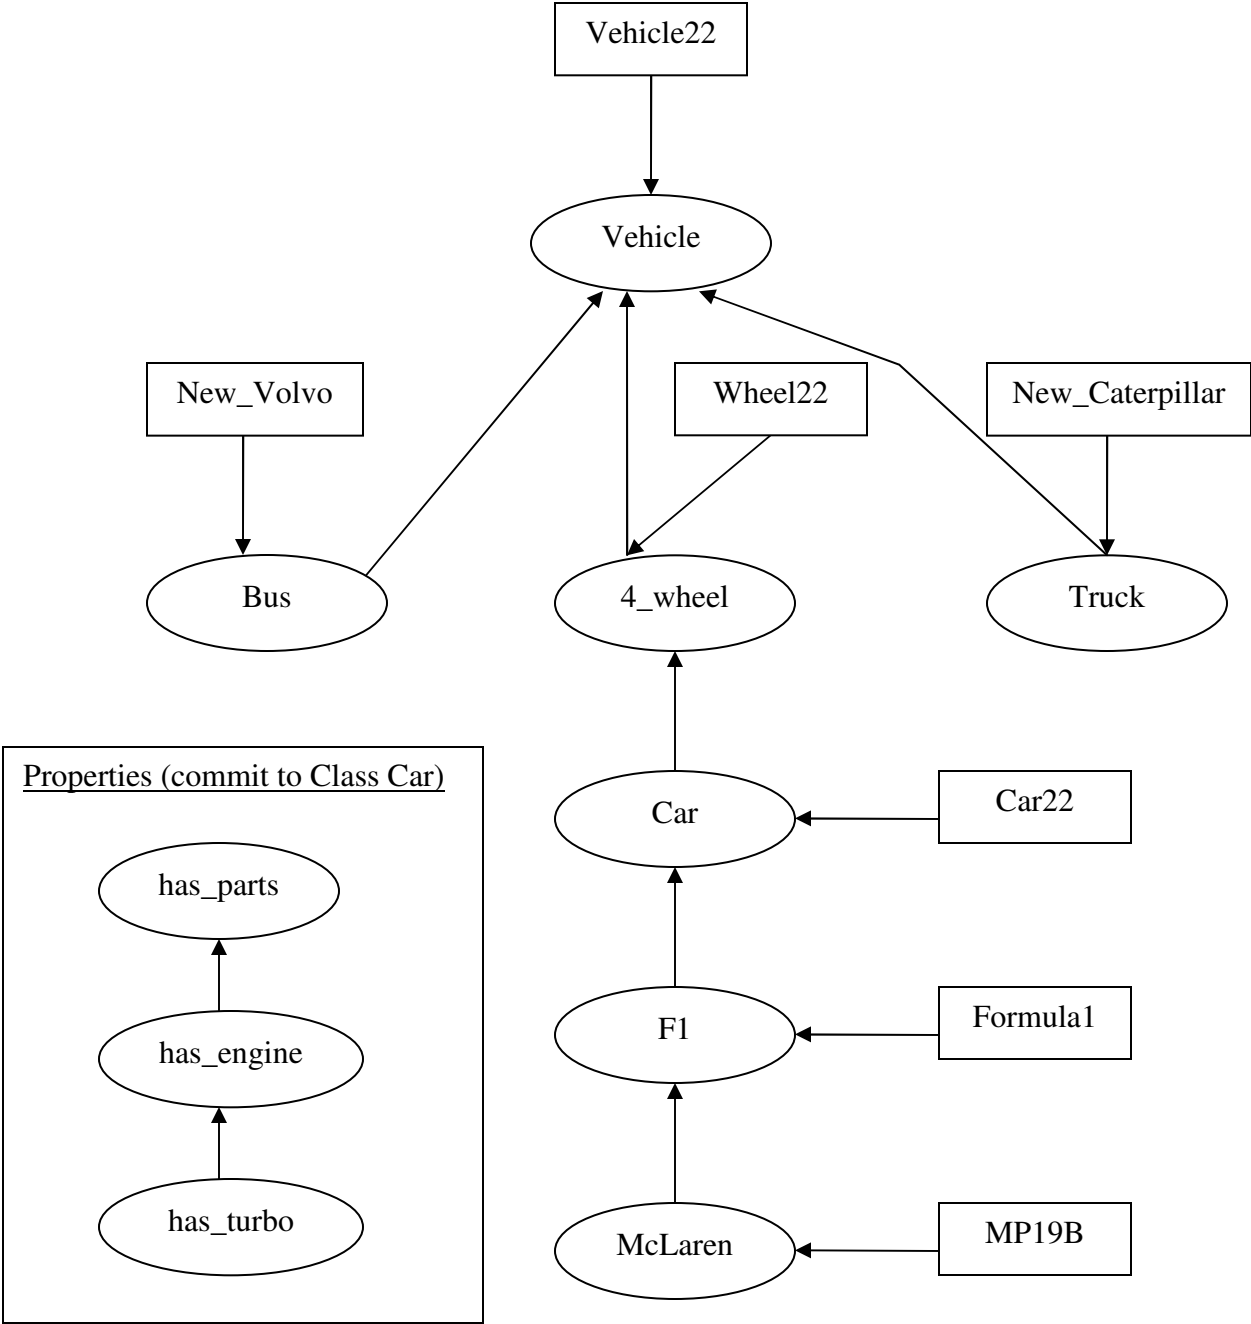 Vehicle22
Vehicle
New_Volvo
Wheel22
New_Caterpillar
Bus
4_wheel
Truck
Properties (commit to Class Car)
Car
Car22
has_parts
F1
Formula1
has_engine
has_turbo
McLaren
MP19B